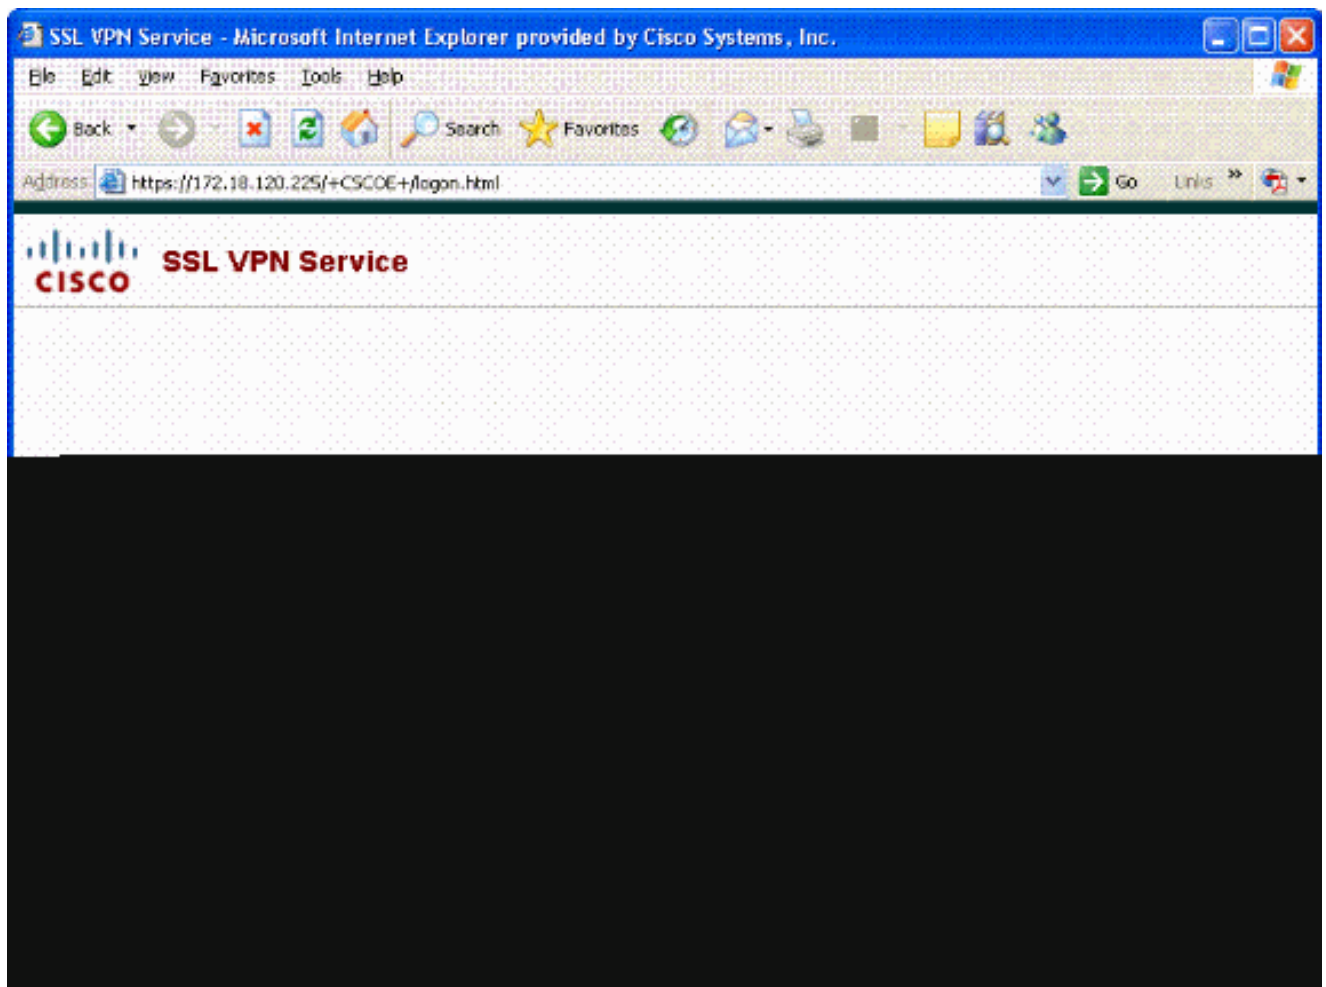 SSL VPN Service - Microsoft Internet Explorer provided by Cisco Systems, Inc.
File Edit View Favorites Tools Help
Back Search Favorites
Address https://172.18.120.225/+CSCOE+/logon.html Go Links »
CISCO SSL VPN Service